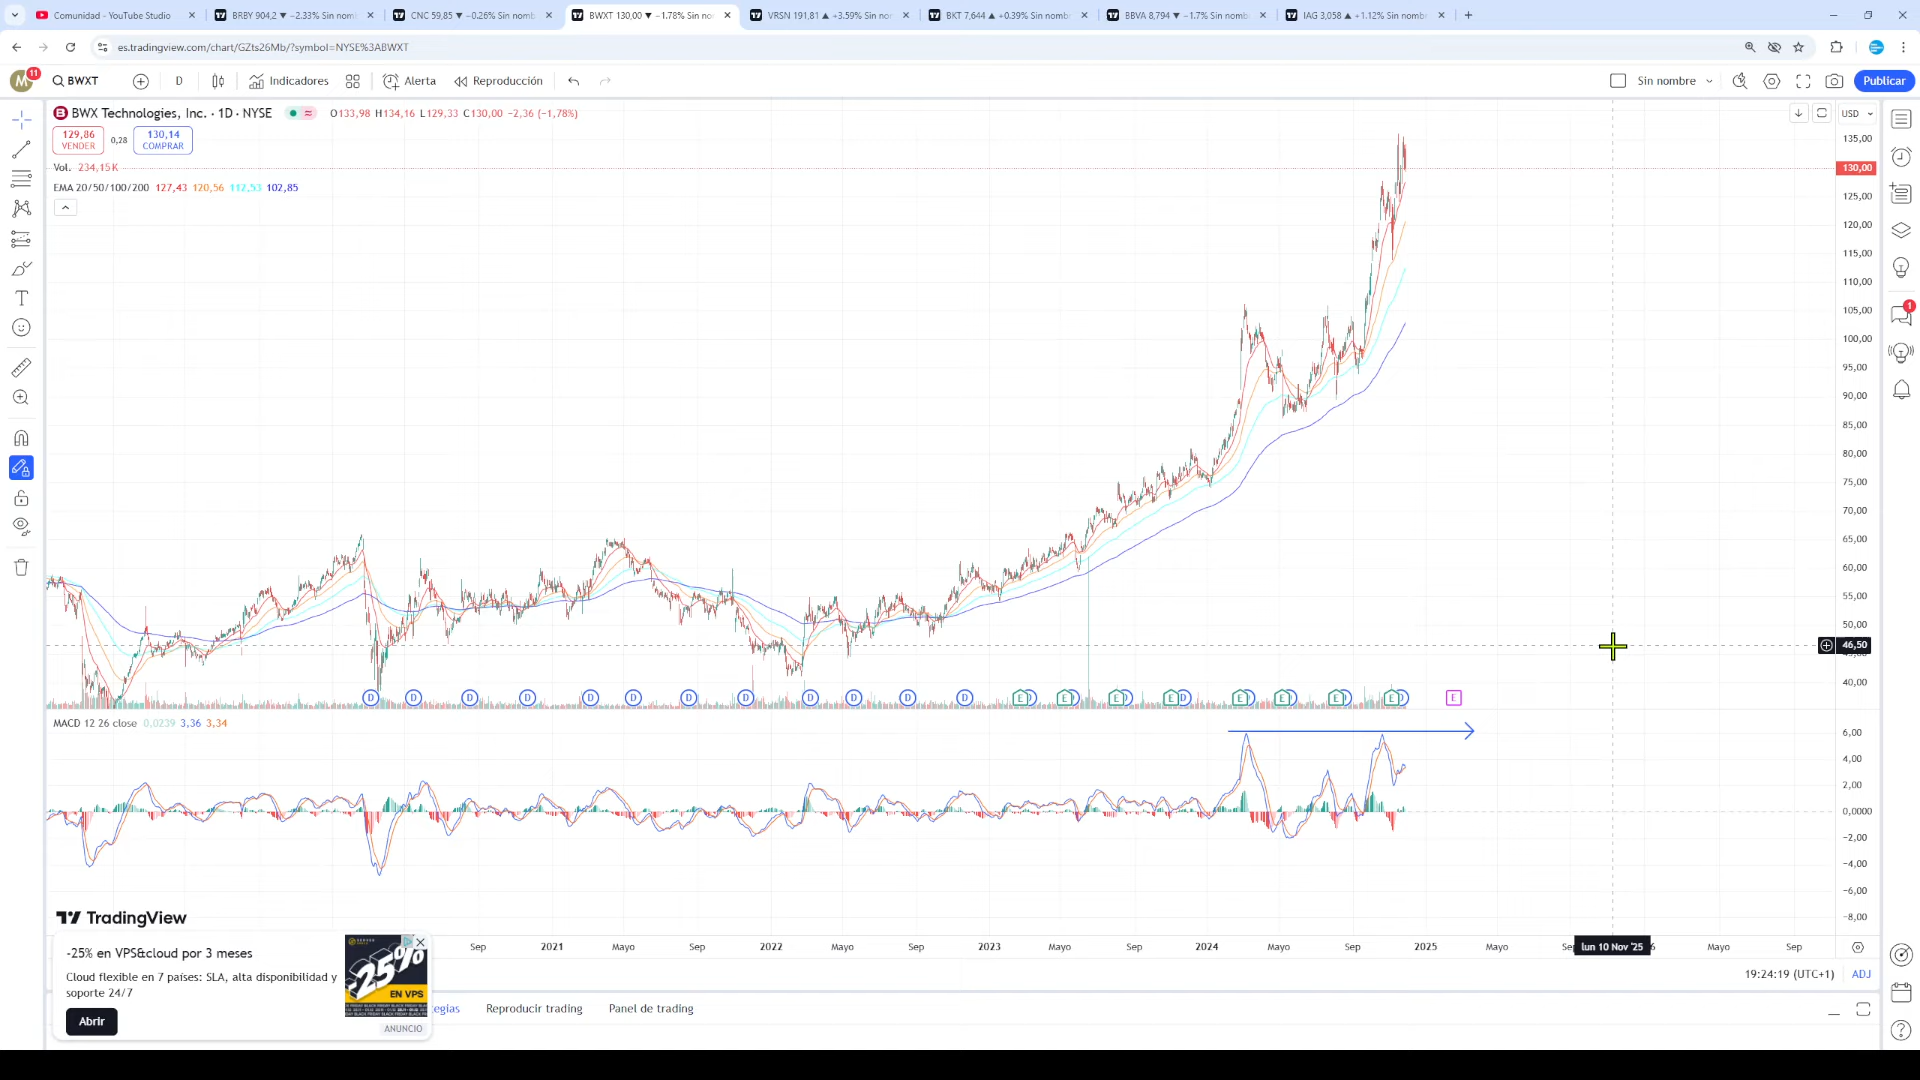 Comunidad - YouTube Studio
BRBY 904,2 ▼ −2.33% Sin nomb
CNC 59,85 ▼ −0.26% Sin nomb
BWXT 130,00 ▼ −1.78% Sin no
VRSN 191,81 ▲ +3.59% Sin nom
BKT 7,644 ▲ +0.39% Sin nomb
BBVA 8,794 ▼ −1.7% Sin nomb
IAG 3,058 ▲ +1.12% Sin nomb
es.tradingview.com/chart/GZts26Mb/?symbol=NYSE%3ABWXT
M
11
BWXT
D
Indicadores
Alerta
Reproducción
Sin nombre
Publicar
BWX Technologies, Inc. · 1D · NYSE
O133,98 H134,16 L129,33 C130,00 −2,36 (−1,78%)
USD
129,86
VENDER
0,28
130,14
COMPRAR
Vol. 234,15K
EMA 20/50/100/200 127,43 120,56 112,53 102,85
135,00
130,00
125,00
120,00
115,00
110,00
105,00
100,00
95,00
90,00
85,00
80,00
75,00
70,00
65,00
60,00
55,00
50,00
46,50
40,00
1
D D D D D D D D D D D D E D E D E D E D E D E D E D E D E
MACD 12 26 close 0,0239 3,36 3,34
6,00
4,00
2,00
0,0000
−2,00
−4,00
−6,00
−8,00
TradingView
Sep 2021 Mayo Sep 2022 Mayo Sep 2023 Mayo Sep 2024 Mayo Sep 2025 Mayo lun 10 Nov '25 Mayo Sep
19:24:19 (UTC+1) ADJ
-25% en VPS&cloud por 3 meses
Cloud flexible en 7 países: SLA, alta disponibilidad y
soporte 24/7
Abrir
-25%
EN VPS
ANUNCIO
egias
Reproducir trading
Panel de trading